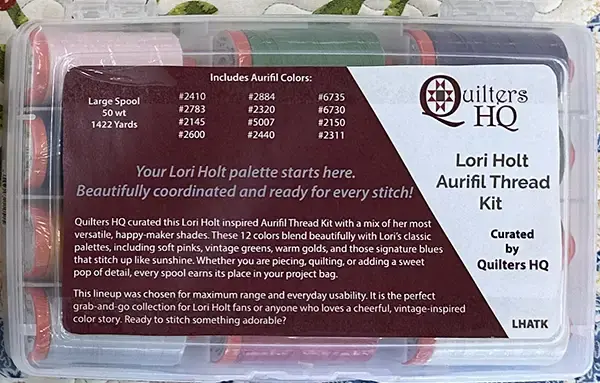 Includes Aurifil Colors:
Large Spool
50 wt
1422 Yards
#2410 #2884 #6735
#2783 #2320 #6730
#2145 #5007 #2150
#2600 #2440 #2311
Quilters
HQ
Your Lori Holt palette starts here.
Beautifully coordinated and ready for every stitch!
Lori Holt
Aurifil Thread
Kit
Curated
by
Quilters HQ
Quilters HQ curated this Lori Holt inspired Aurifil Thread Kit with a mix of her most
versatile, happy-maker shades. These 12 colors blend beautifully with Lori's classic
palettes, including soft pinks, vintage greens, warm golds, and those signature blues
that stitch up like sunshine. Whether you are piecing, quilting, or adding a sweet
pop of detail, every spool earns its place in your project bag.
This lineup was chosen for maximum range and everyday usability. It is the perfect
grab-and-go collection for Lori Holt fans or anyone who loves a cheerful, vintage-inspired
color story. Ready to stitch something adorable?
LHATK